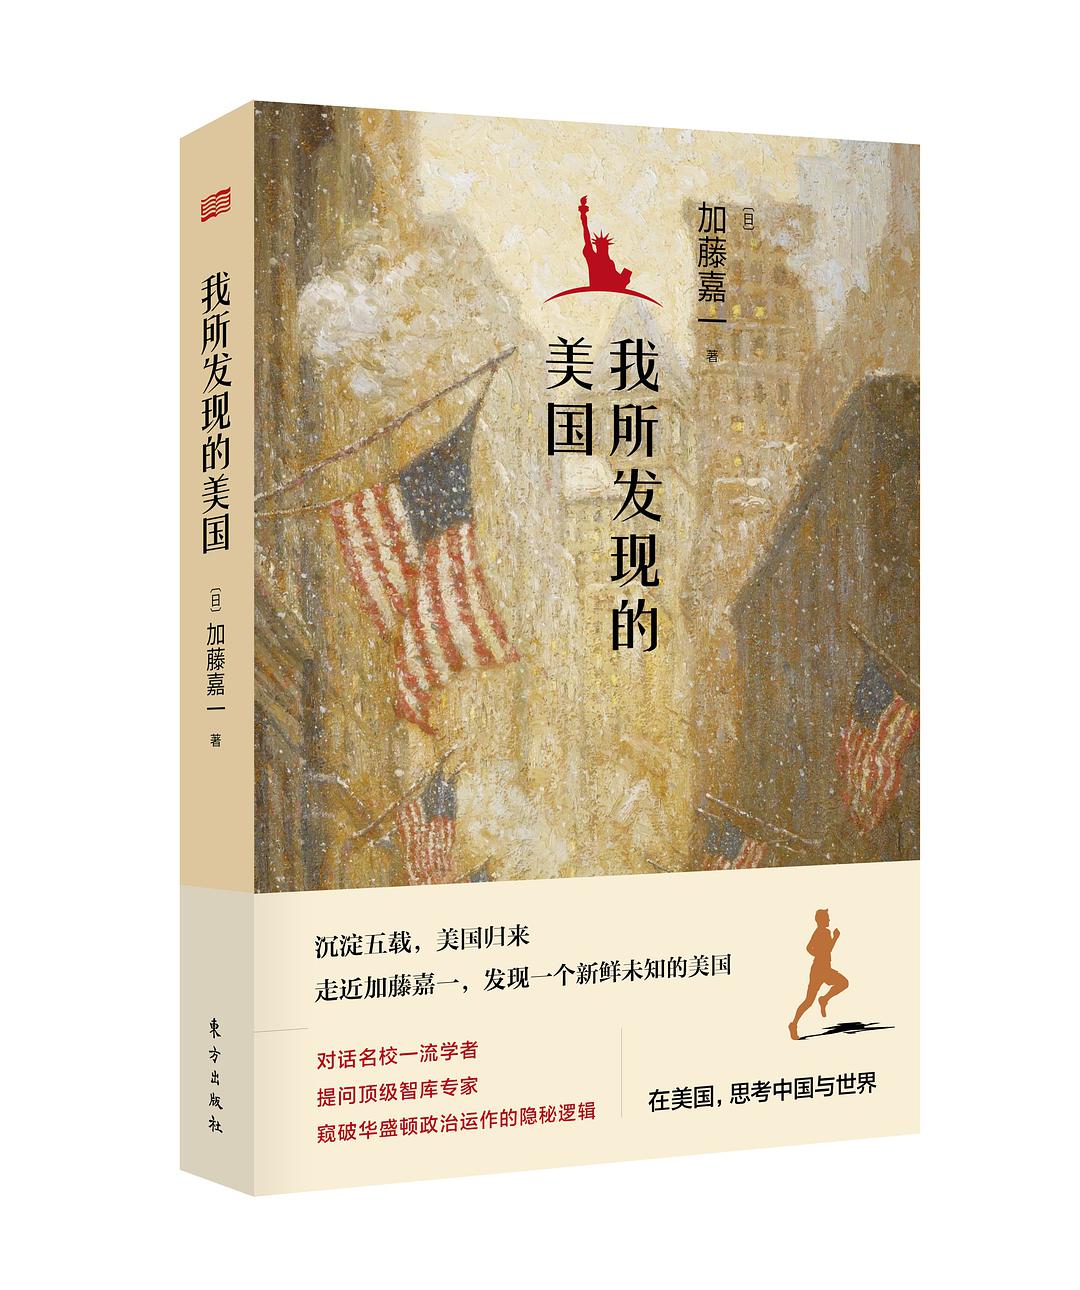 我所发现的美国
〔日〕加藤嘉一 著
東方出版社
〔日〕
加藤嘉一 著
我所发现的
美国
沉淀五载，美国归来
走近加藤嘉一，发现一个新鲜未知的美国
对话名校一流学者
提问顶级智库专家
窥破华盛顿政治运作的隐秘逻辑
在美国，思考中国与世界